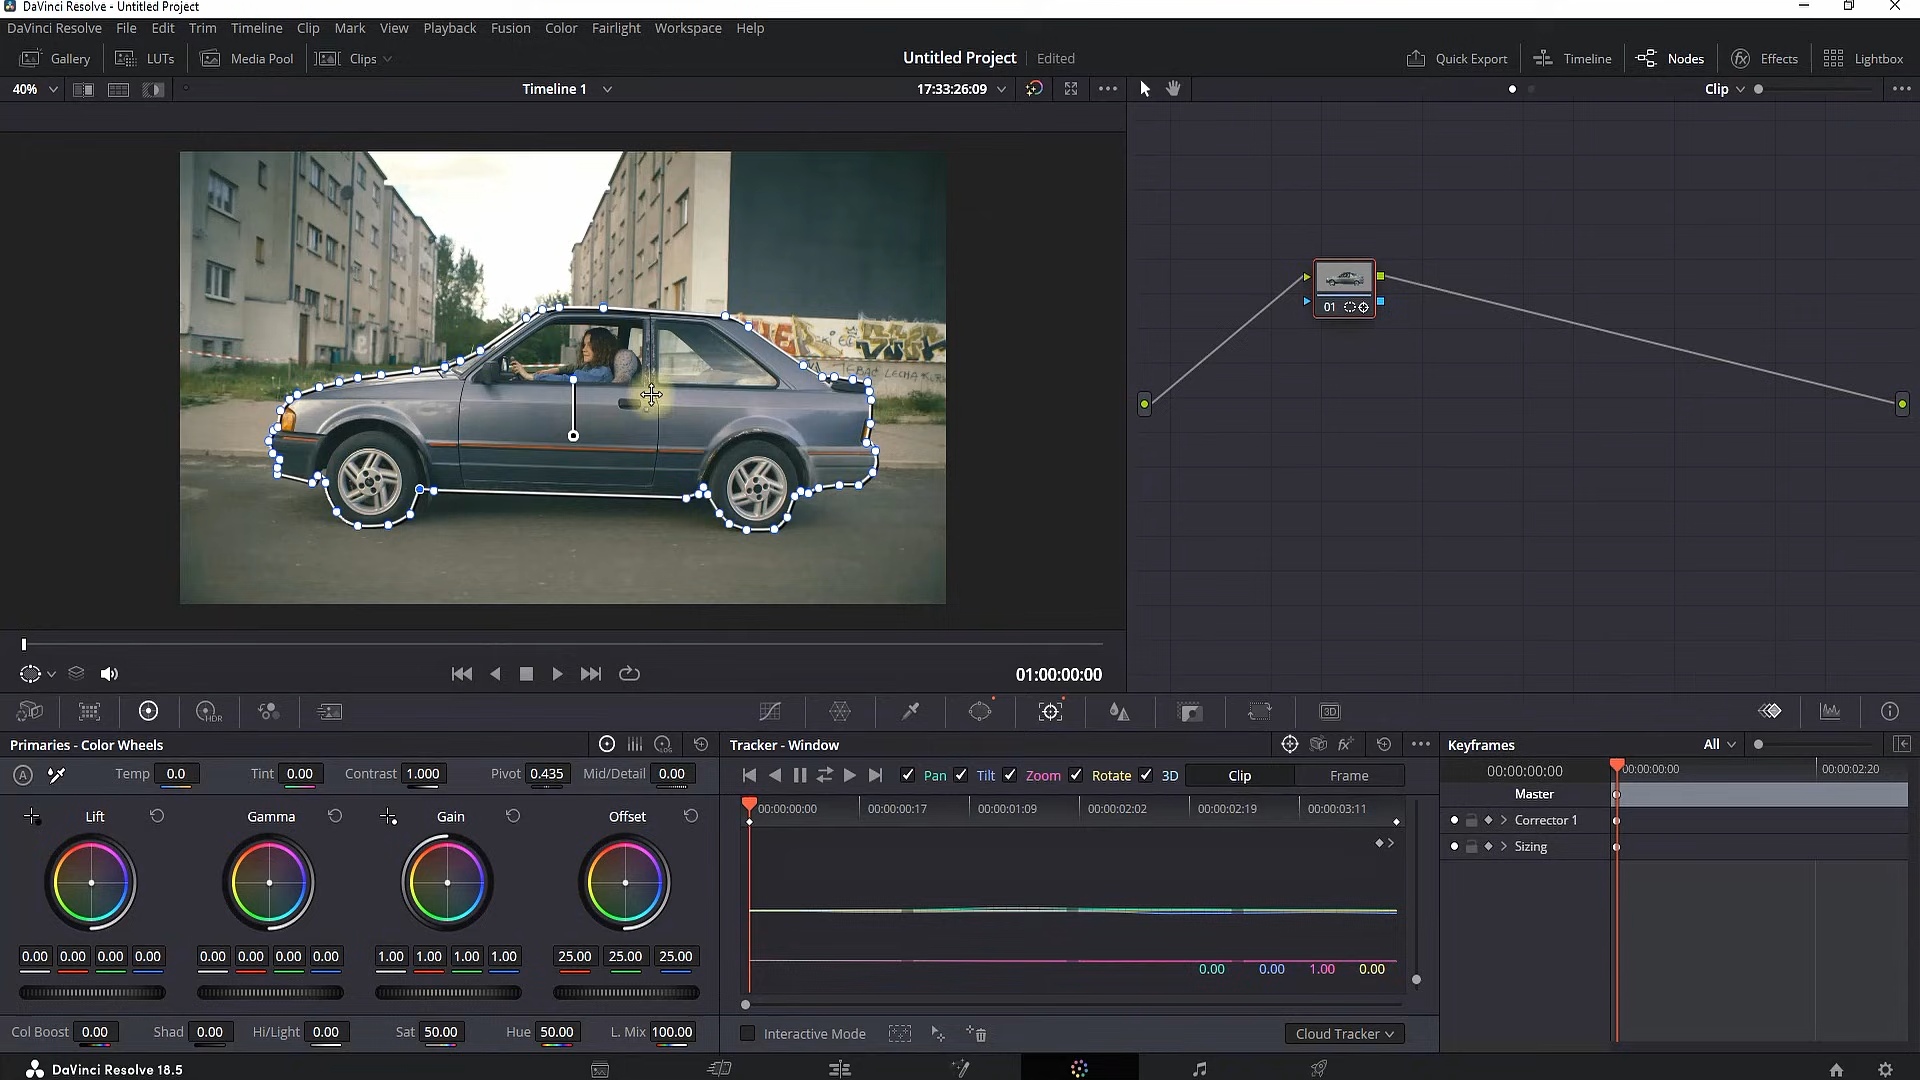 DaVinci Resolve - Untitled Project
DaVinci Resolve File Edit Trim Timeline Clip Mark View Playback Fusion Color Fairlight Workspace Help
Gallery LUTs Media Pool Clips Untitled Project Edited Quick Export Timeline Nodes Effects Lightbox
40% Timeline 1 17:33:26:09 Clip
TEBAC LECHA KURW
01
01:00:00:00
HDR 3D
Primaries - Color Wheels LOG Tracker - Window fx Keyframes All
A Temp 0.0 Tint 0.00 Contrast 1.000 Pivot 0.435 Mid/Detail 0.00 Pan Tilt Zoom Rotate 3D Clip Frame 00:00:00:00 00:00:00:00 00:00:02:20
Master
Lift Gamma Gain Offset 00:00:00:00 00:00:00:17 00:00:01:09 00:00:02:02 00:00:02:19 00:00:03:11 Corrector 1
Sizing
0.00 0.00 0.00 0.00 0.00 0.00 0.00 0.00 1.00 1.00 1.00 1.00 25.00 25.00 25.00 0.00 0.00 1.00 0.00
Col Boost 0.00 Shad 0.00 Hi/Light 0.00 Sat 50.00 Hue 50.00 L. Mix 100.00 Interactive Mode Cloud Tracker
DaVinci Resolve 18.5